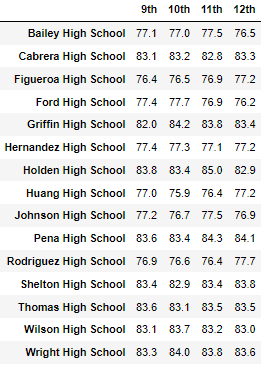 9th 10th 11th 12th
Bailey High School 77.1 77.0 77.5 76.5
Cabrera High School 83.1 83.2 82.8 83.3
Figueroa High School 76.4 76.5 76.9 77.2
Ford High School 77.4 77.7 76.9 76.2
Griffin High School 82.0 84.2 83.8 83.4
Hernandez High School 77.4 77.3 77.1 77.2
Holden High School 83.8 83.4 85.0 82.9
Huang High School 77.0 75.9 76.4 77.2
Johnson High School 77.2 76.7 77.5 76.9
Pena High School 83.6 83.4 84.3 84.1
Rodriguez High School 76.9 76.6 76.4 77.7
Shelton High School 83.4 82.9 83.4 83.8
Thomas High School 83.6 83.1 83.5 83.5
Wilson High School 83.1 83.7 83.2 83.0
Wright High School 83.3 84.0 83.8 83.6